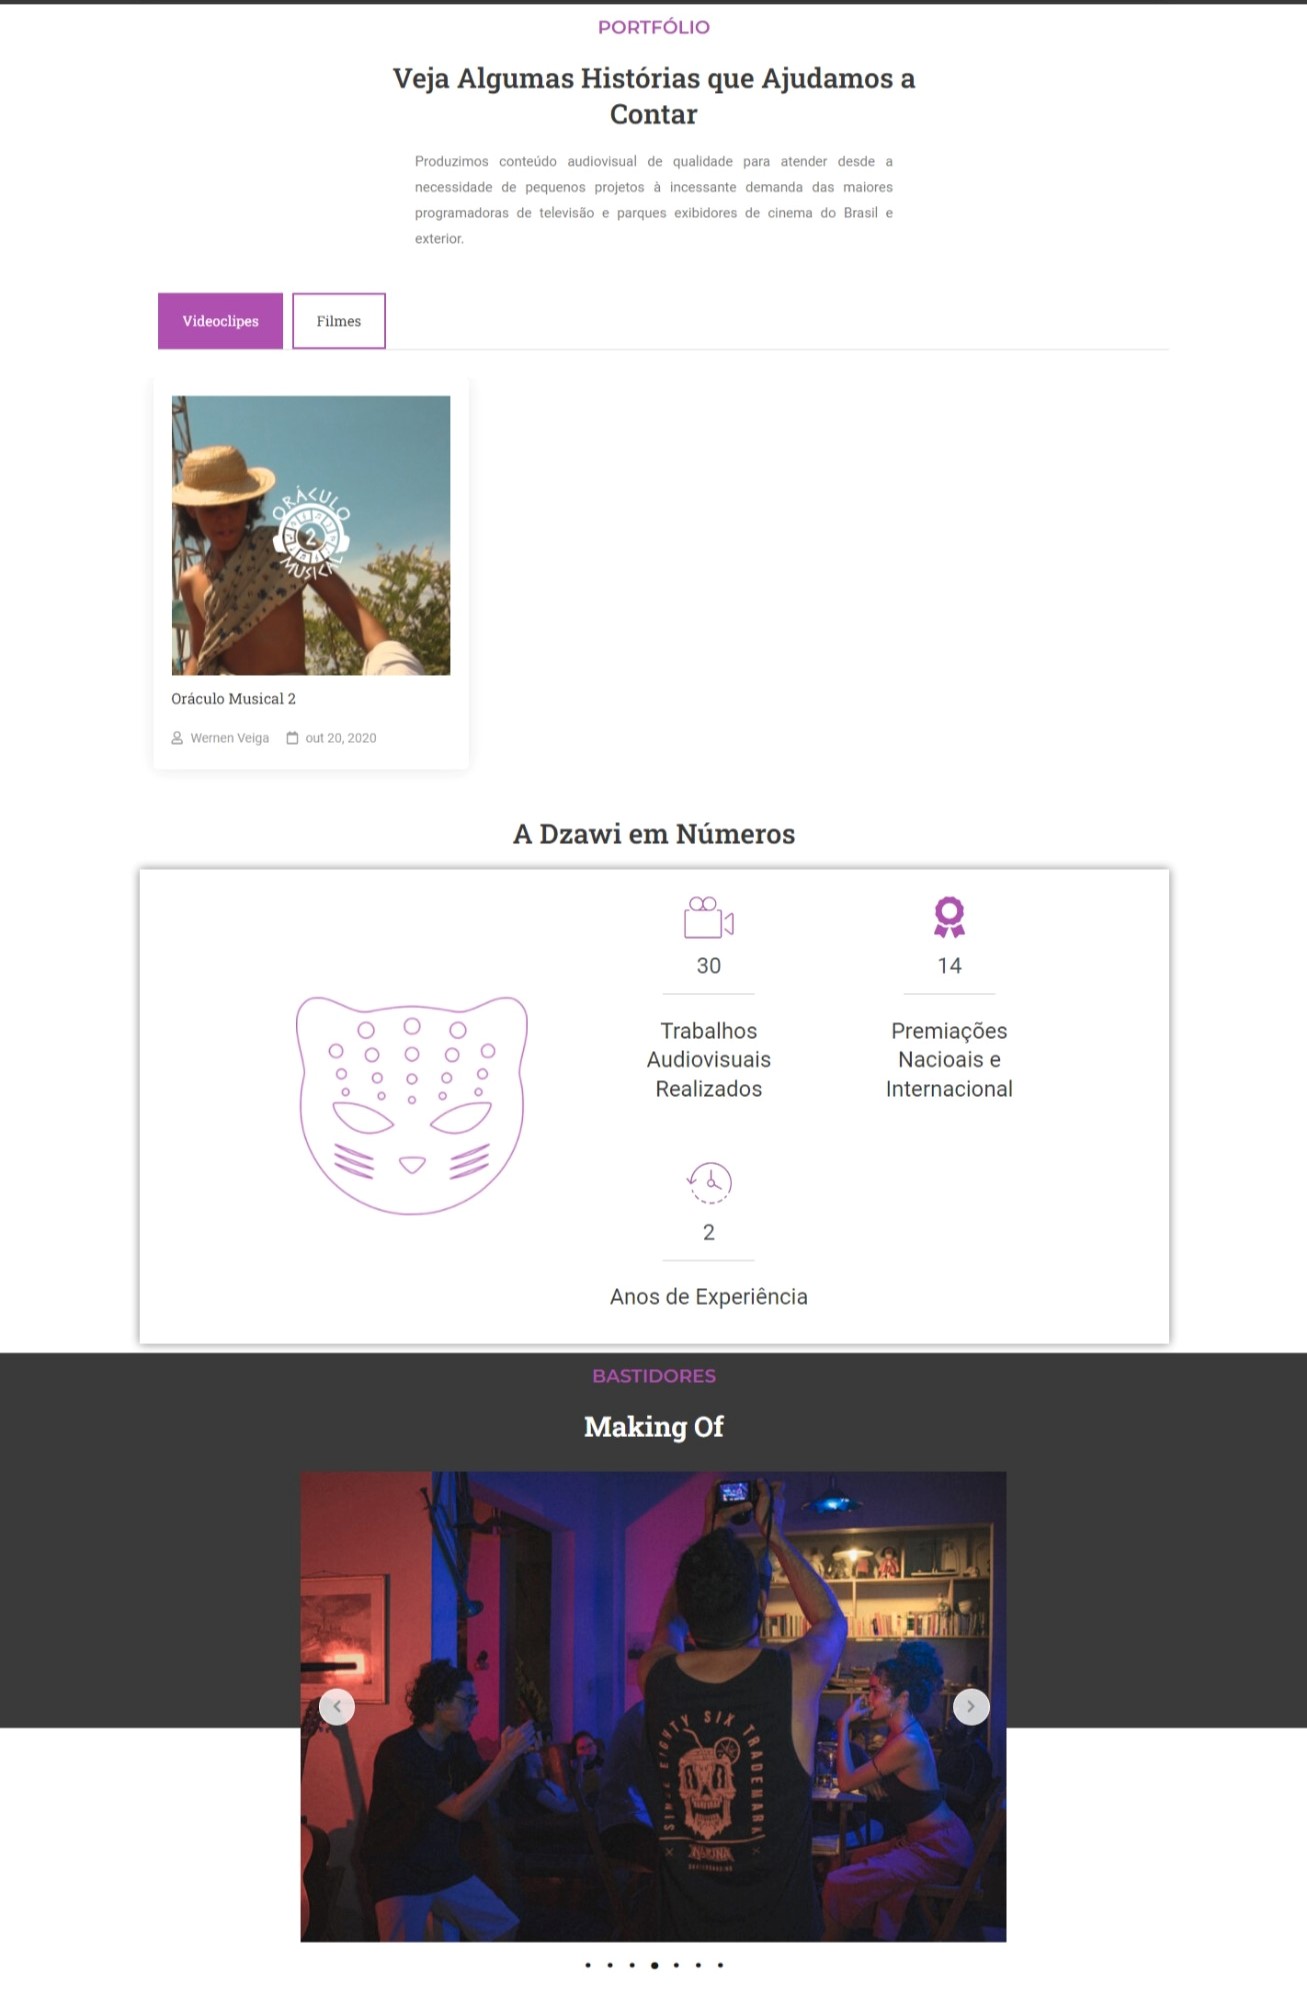 PORTFÓLIO
Veja Algumas Histórias que Ajudamos a
Contar
Produzimos conteúdo audiovisual de qualidade para atender desde a
necessidade de pequenos projetos à incessante demanda das maiores
programadoras de televisão e parques exibidores de cinema do Brasil e
exterior.
Videoclipes
Filmes
ORÁCULO
2
MUSICAL
Oráculo Musical 2
Wernen Veiga out 20, 2020
A Dzawi em Números
30
Trabalhos
Audiovisuais
Realizados
14
Premiações
Nacioais e
Internacional
2
Anos de Experiência
BASTIDORES
Making Of
SINCE EIGHTY SIX TRADEMARK